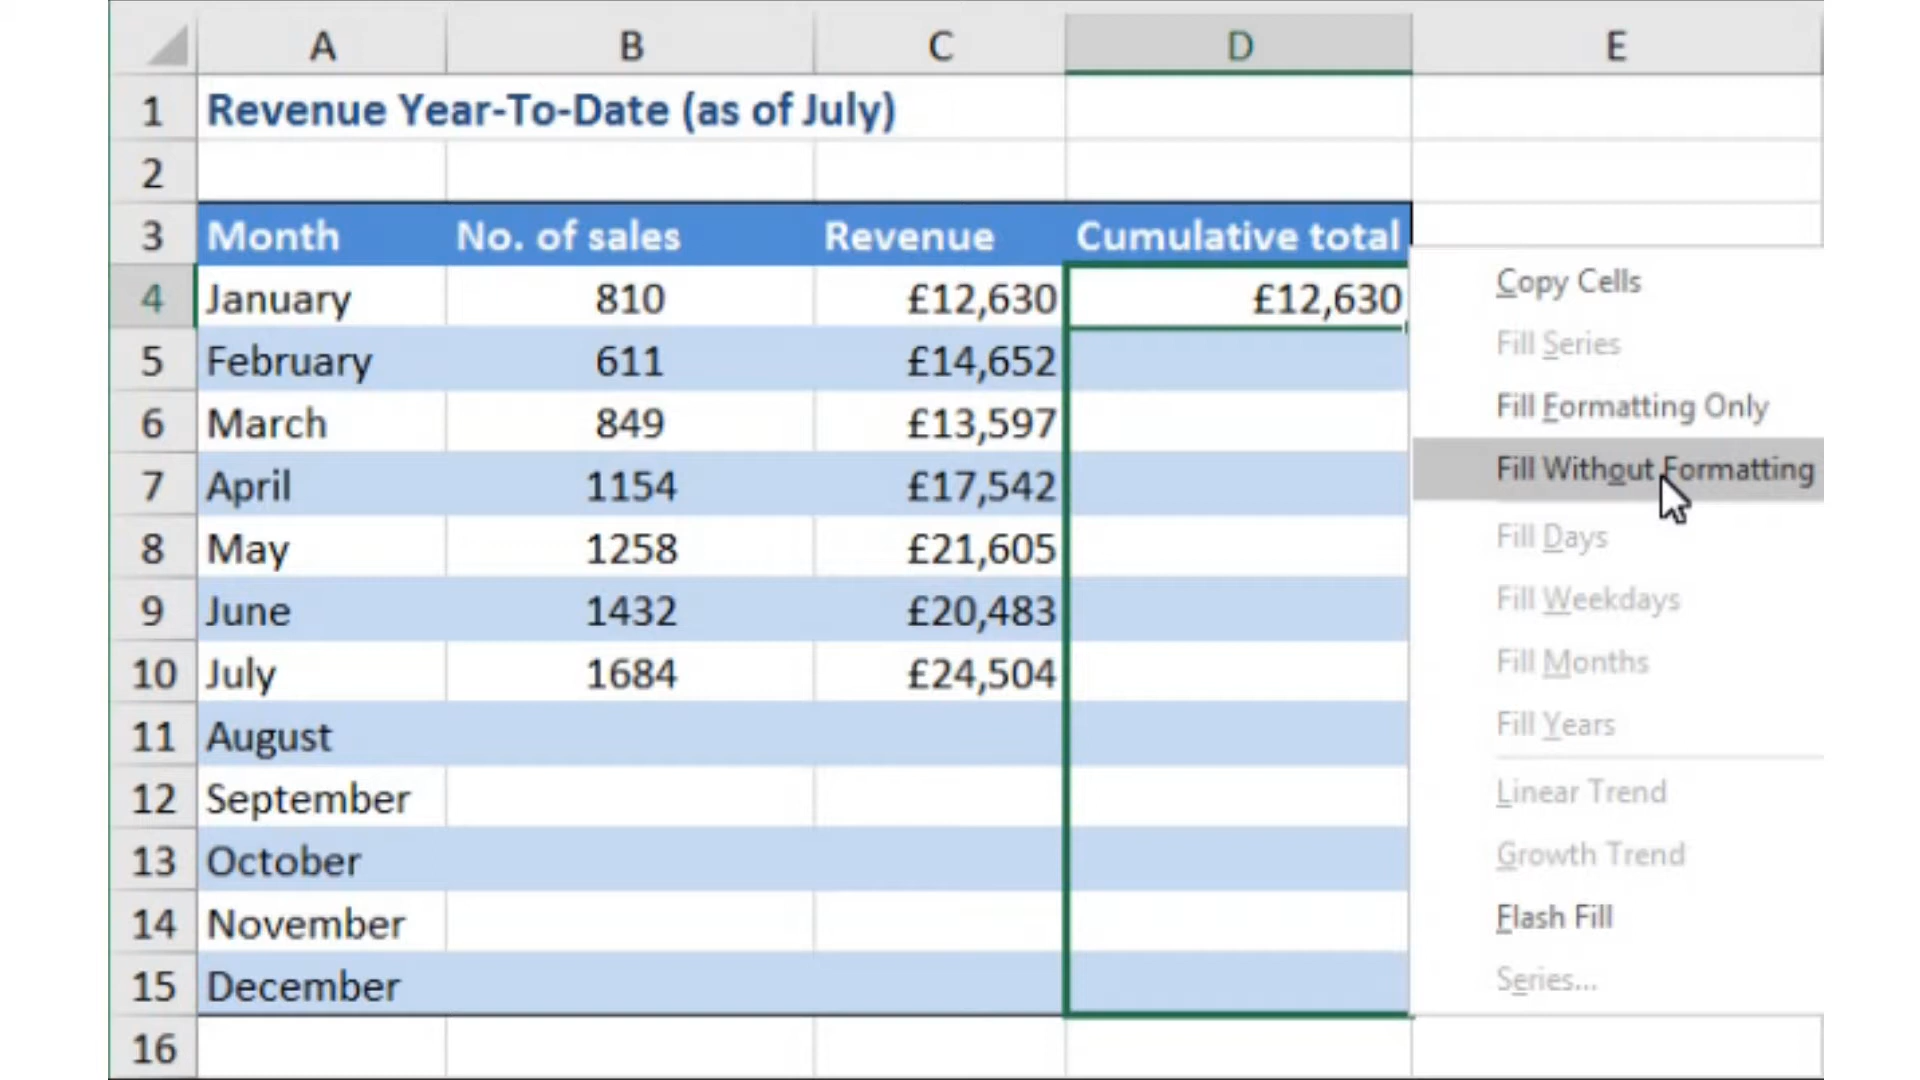 A B C D E
1 Revenue Year-To-Date (as of July)
2
3 Month No. of sales Revenue Cumulative total
4 January 810 £12,630 £12,630
Copy Cells
5 February 611 £14,652
Fill Series
6 March 849 £13,597
Fill Formatting Only
7 April 1154 £17,542
Fill Without Formatting
8 May 1258 £21,605
Fill Days
9 June 1432 £20,483
Fill Weekdays
10 July 1684 £24,504
Fill Months
11 August
Fill Years
12 September
Linear Trend
13 October
Growth Trend
14 November
Flash Fill
15 December
Series...
16